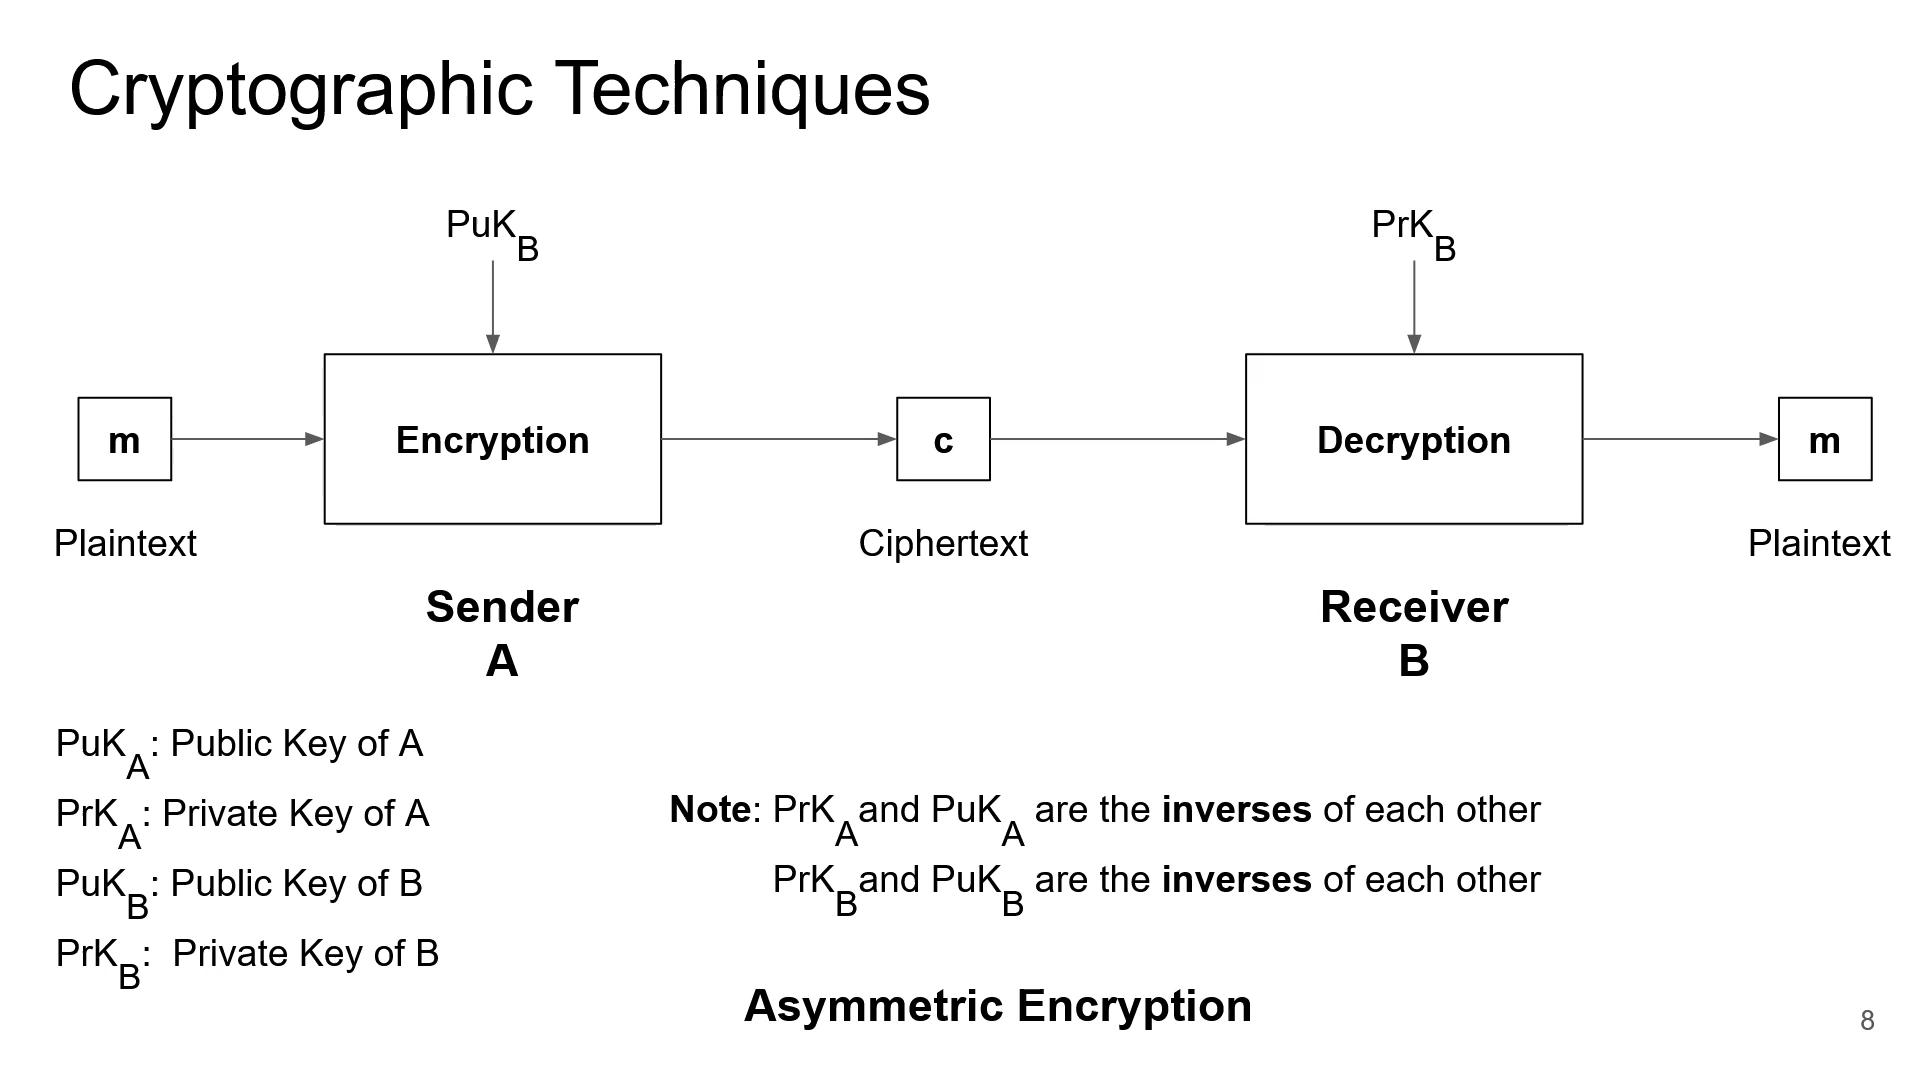 Cryptographic Techniques
PuKB
PrKB
m
Encryption
c
Decryption
m
Plaintext
Ciphertext
Plaintext
Sender
A
Receiver
B
PuKA: Public Key of A
PrKA: Private Key of A
PuKB: Public Key of B
PrKB:  Private Key of B
Note: PrKA and PuKA are the inverses of each other
PrKB and PuKB are the inverses of each other
Asymmetric Encryption
8